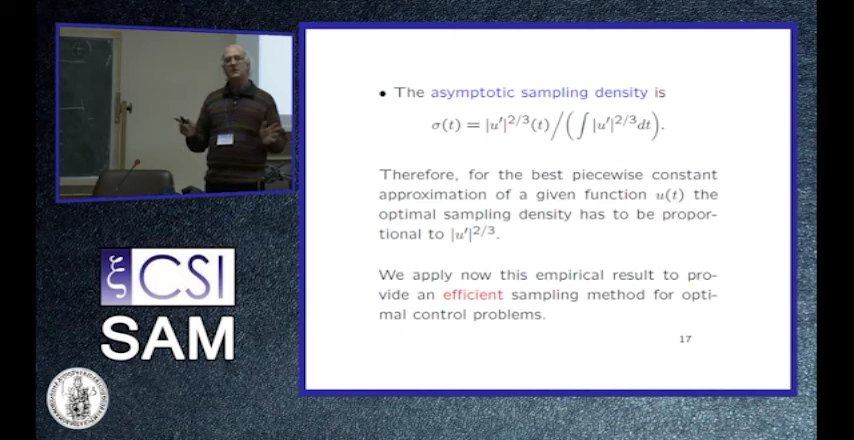 • The asymptotic sampling density is
σ(t) = |u′|^{2/3}(t)/(∫ |u′|^{2/3}dt).
Therefore, for the best piecewise constant
approximation of a given function u(t) the
optimal sampling density has to be propor-
tional to |u′|^{2/3}.
We apply now this empirical result to pro-
vide an efficient sampling method for opti-
mal control problems.
17
ξ CSI
SAM